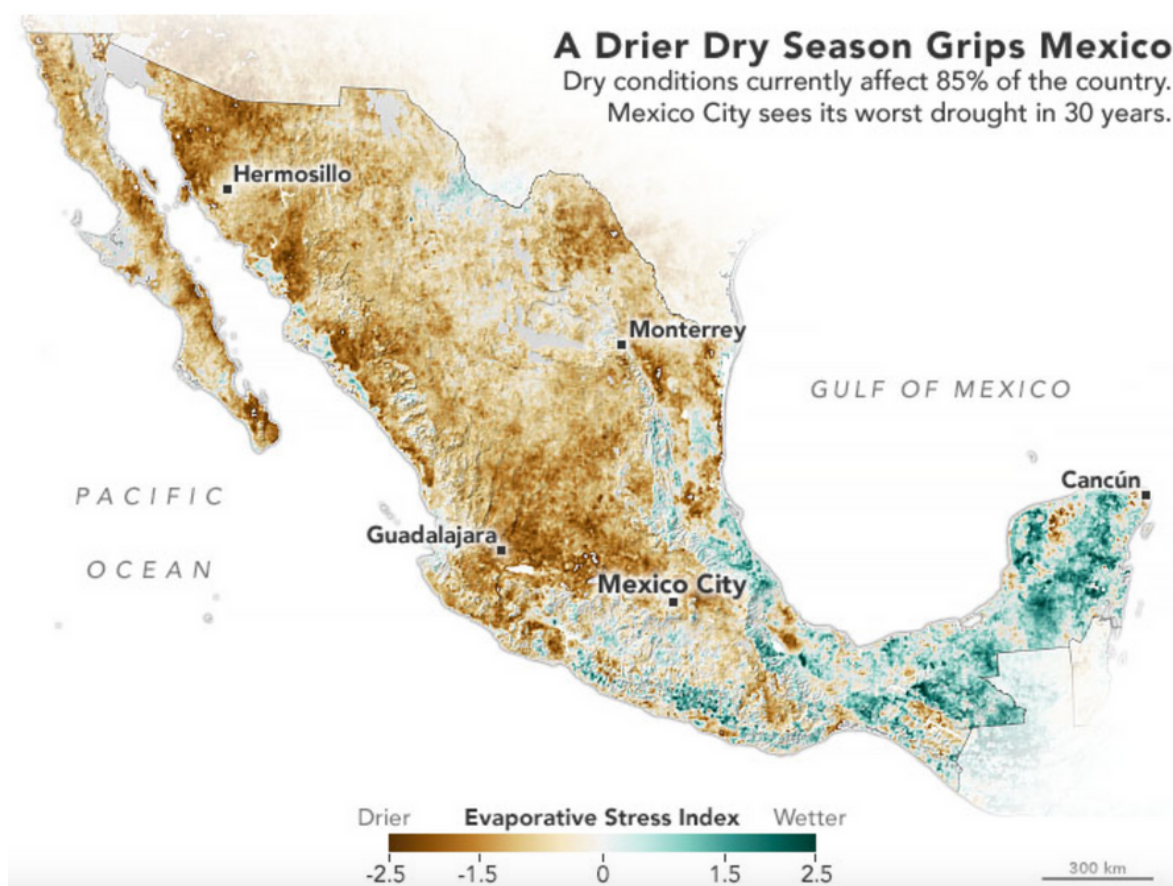 A Drier Dry Season Grips Mexico
Dry conditions currently affect 85% of the country.
Mexico City sees its worst drought in 30 years.
Hermosillo
Monterrey
GULF OF MEXICO
Cancún
PACIFIC
OCEAN
Guadalajara
Mexico City
Drier Evaporative Stress Index Wetter
-2.5 -1.5 0 1.5 2.5
300 km